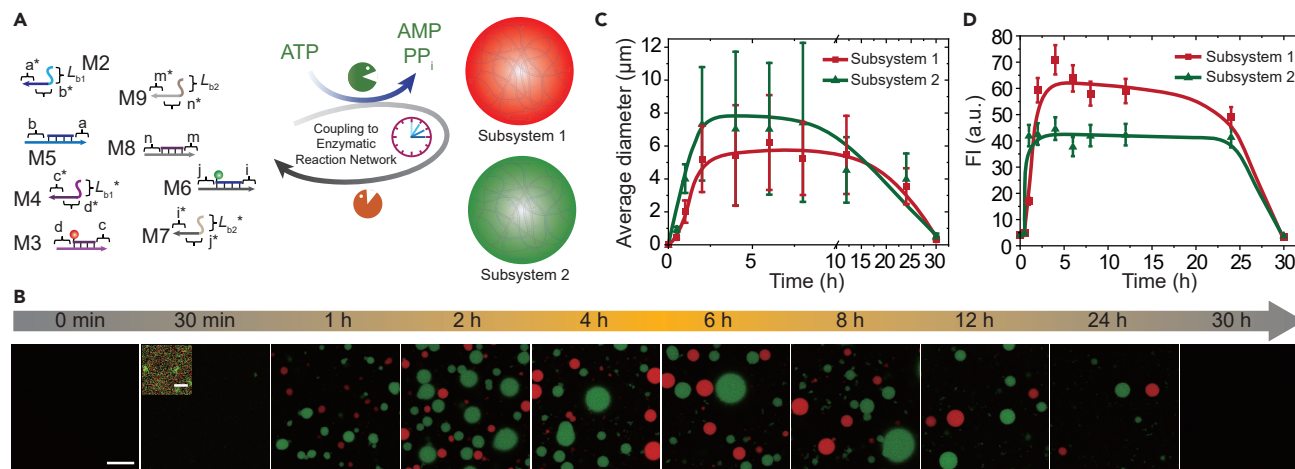 A
a*
L_b1
M2
b*
m*
M9
L_b2
n*
b
a
M5
n
m
M8
c*
L_b1*
M4
d*
j
i
M6
d
c
M3
i*
M7
L_b2*
j*
ATP
AMP
PP_i
Coupling to
Enzymatic
Reaction Network
Subsystem 1
Subsystem 2
B
0 min 30 min 1 h 2 h 4 h 6 h 8 h 12 h 24 h 30 h
C
Average diameter (µm)
12
10
8
6
4
2
0
0 5 10 10 15 20 25 30
Time (h)
Subsystem 1
Subsystem 2
D
FI (a.u.)
80
70
60
50
40
30
20
10
0
0 5 10 15 20 25 30
Time (h)
Subsystem 1
Subsystem 2